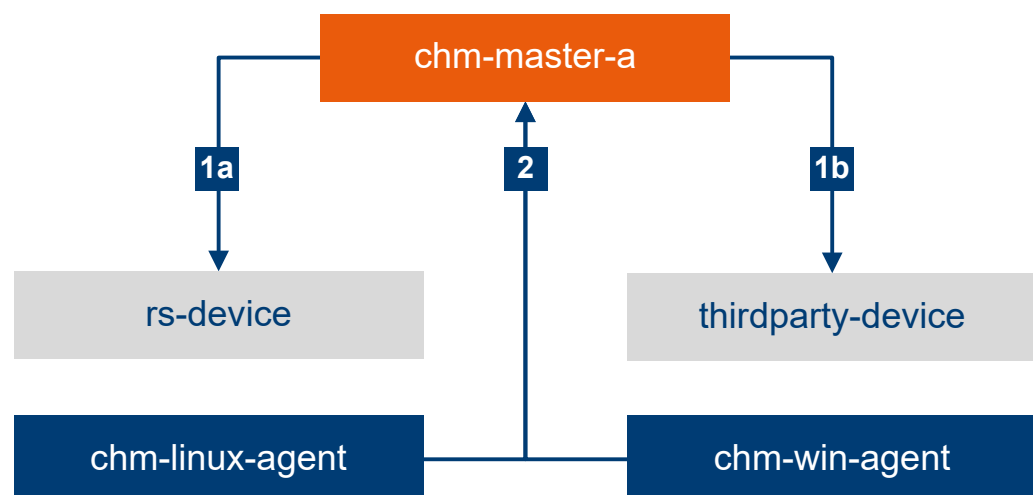 chm-master-a
1a
2
1b
rs-device
thirdparty-device
chm-linux-agent
chm-win-agent